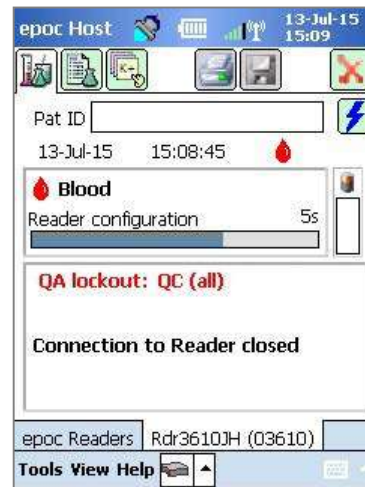 epoc Host 13-Jul-15
15:09
K+
Pat ID
13-Jul-15 15:08:45
Blood
Reader configuration 5s
QA lockout: QC (all)
Connection to Reader closed
epoc Readers Rdr3610JH (03610)
Tools View Help